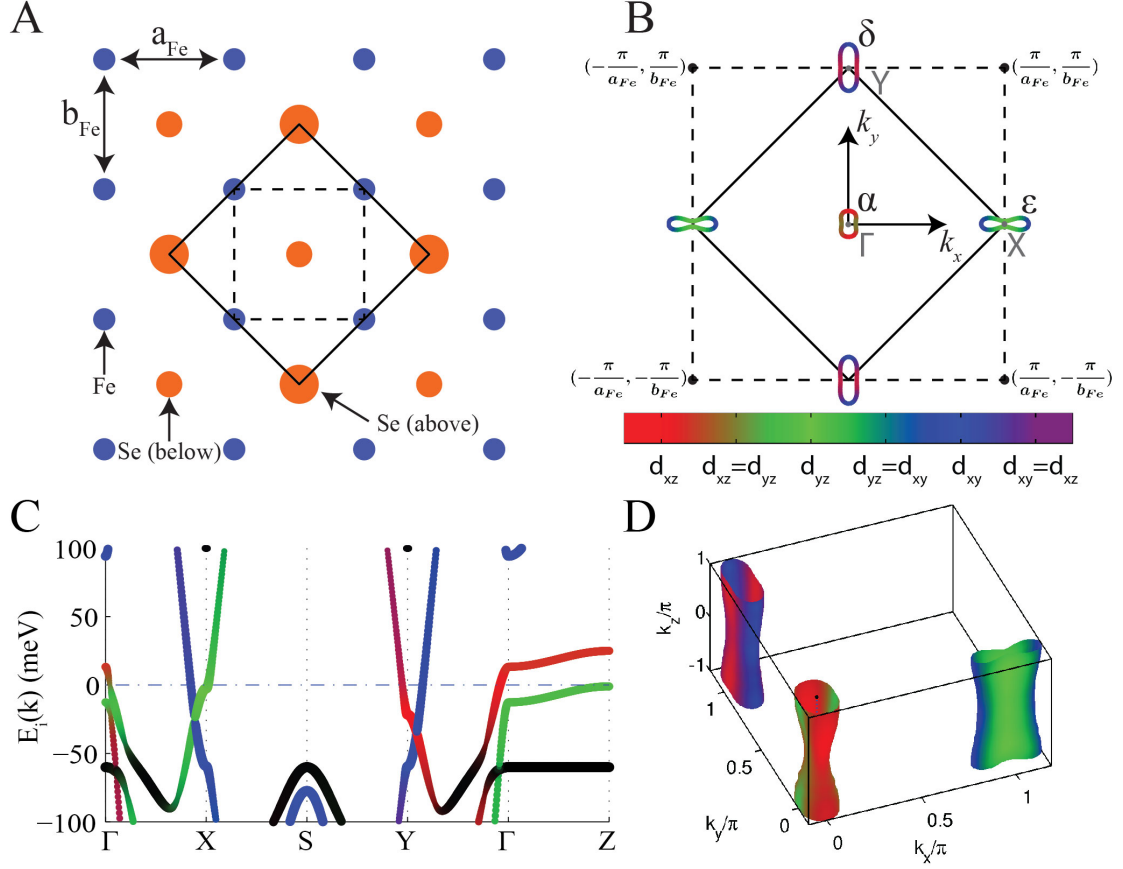 A
a_Fe
b_Fe
Fe
Se (below)
Se (above)
B
δ
(-π/a_Fe, π/b_Fe)
(π/a_Fe, π/b_Fe)
Y
k_y
α
ε
Γ
k_x
X
(-π/a_Fe, -π/b_Fe)
(π/a_Fe, -π/b_Fe)
d_xz d_xz=d_yz d_yz d_yz=d_xy d_xy d_xy=d_xz
C
E_i(k) (meV)
100
50
0
−50
−100
Γ X S Y Γ Z
D
k_z/π
1
0
-1
k_y/π
1
0.5
0
k_x/π
0
0.5
1